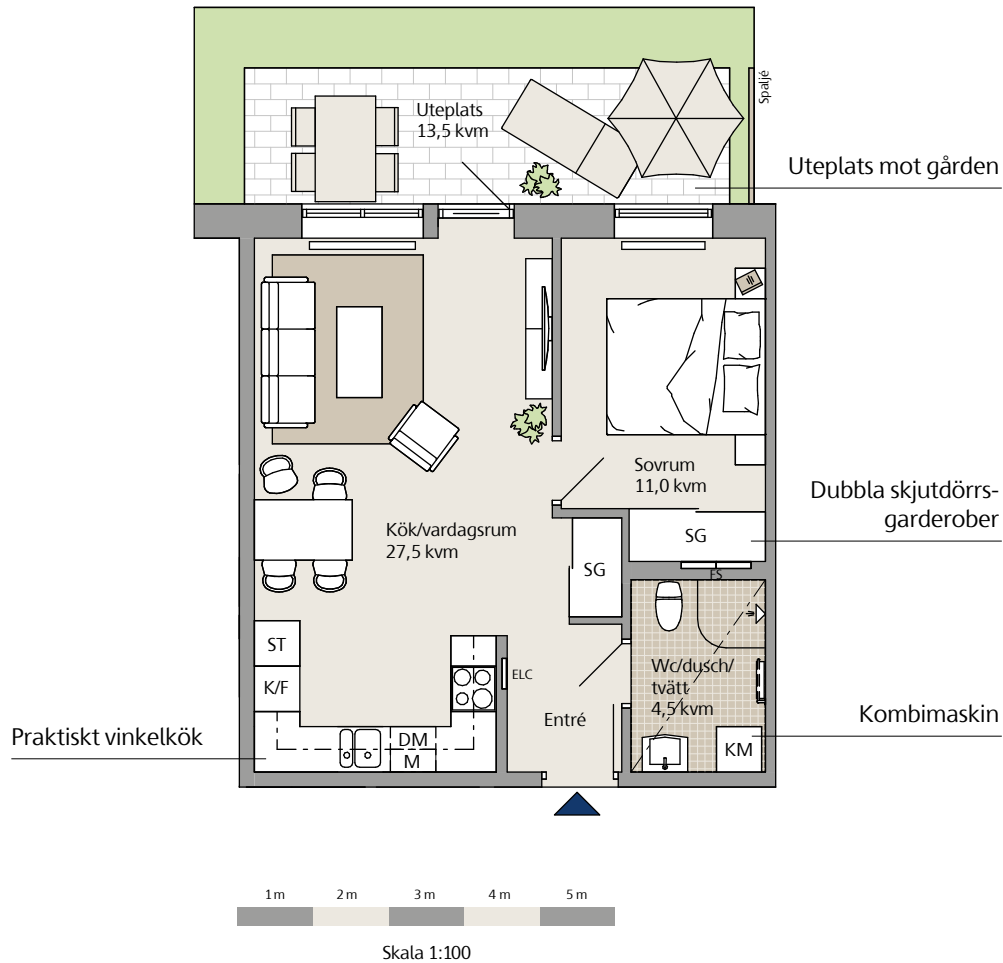 Uteplats
13,5 kvm
Spaljé
Uteplats mot gården
Sovrum
11,0 kvm
Dubbla skjutdörrs-
garderober
Kök/vardagsrum
27,5 kvm
SG
SG
FS
ST
K/F
ELC
Wc/dusch/
tvätt
4,5 kvm
Entré
Praktiskt vinkelkök
DM
M
KM
Kombimaskin
1 m 2 m 3 m 4 m 5 m
Skala 1:100